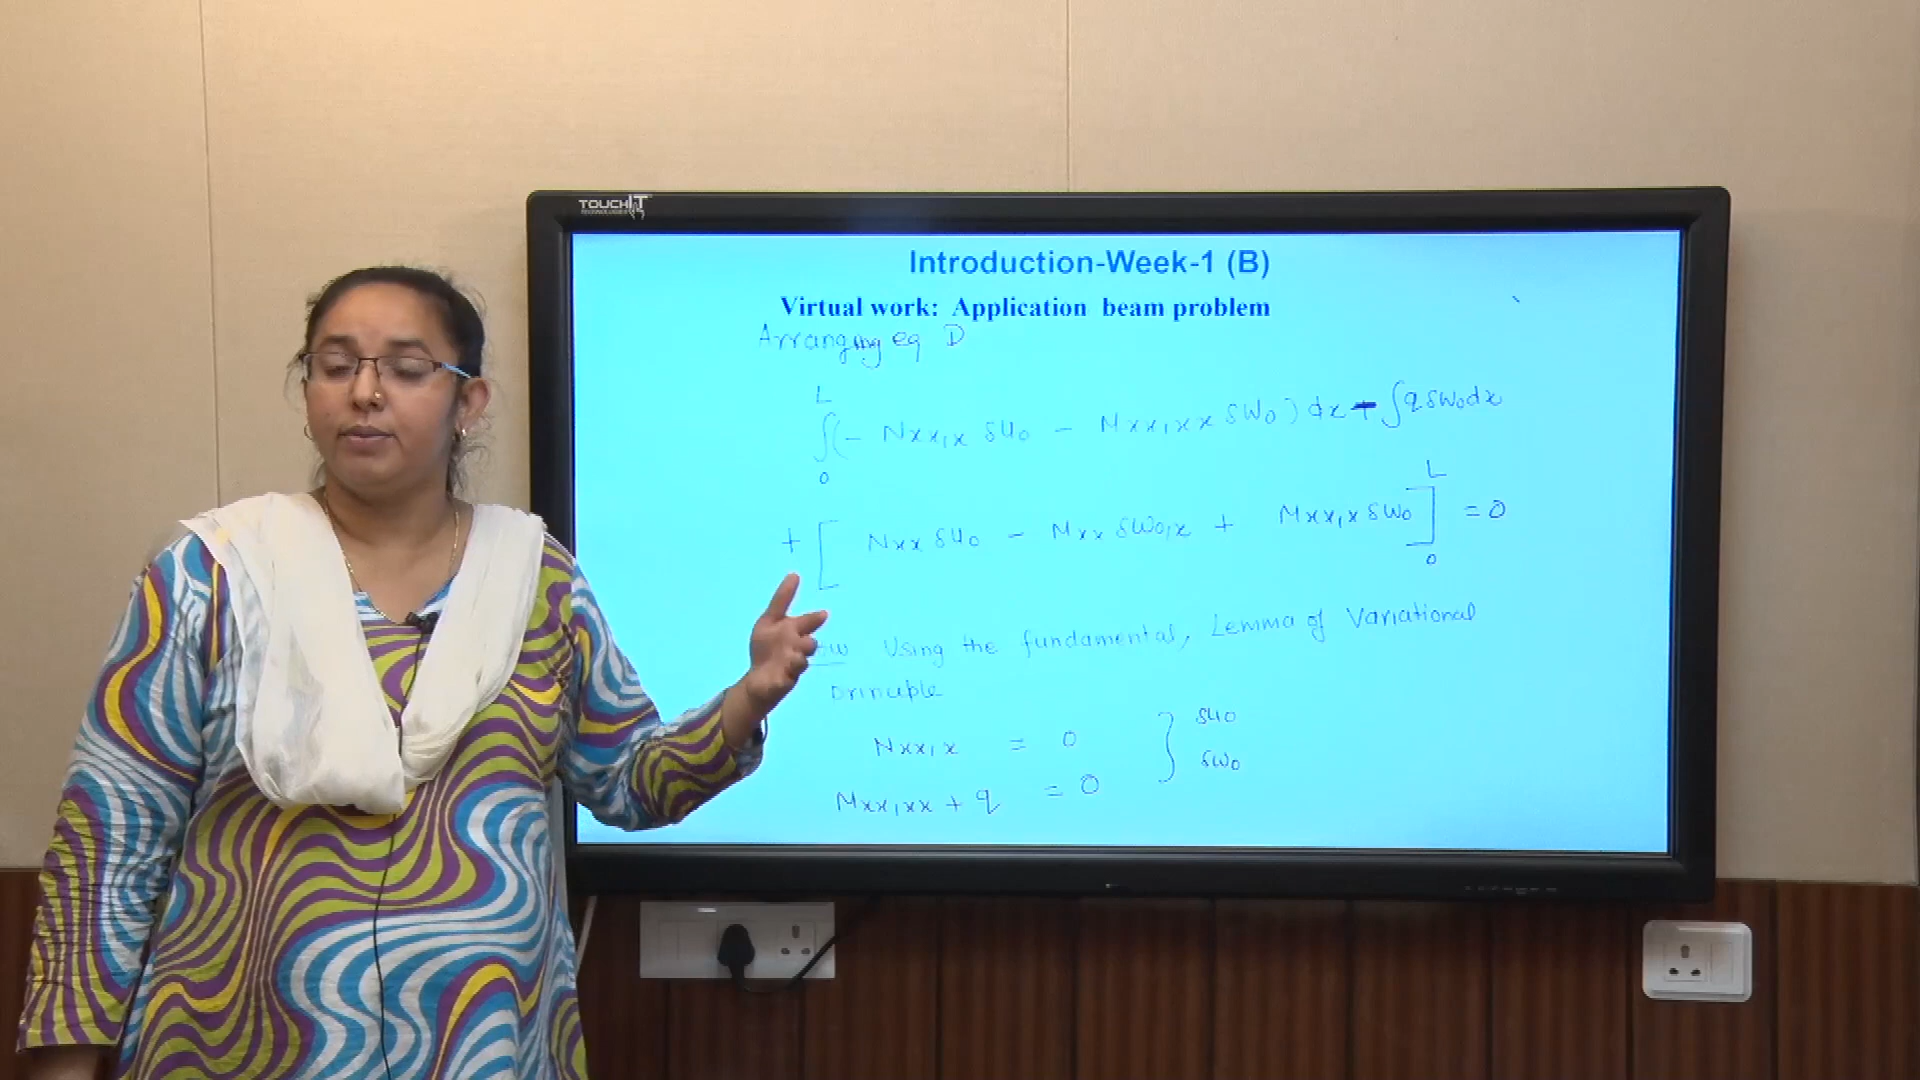 TOUCHIT
TECHNOLOGIES
Introduction-Week-1 (B)
Virtual work: Application beam problem
Arranging eq D
L
∫(- Nxx,x δu0 - Mxx,xx δW0) dx - ∫q δW0 dx
0
L
+ [ Nxx δu0 - Mxx δW0,x + Mxx,x δW0 ] = 0
0
Using the fundamental, Lemma of Variational
principle
Nxx,x = 0 } δu0
δW0
Mxx,xx + q = 0